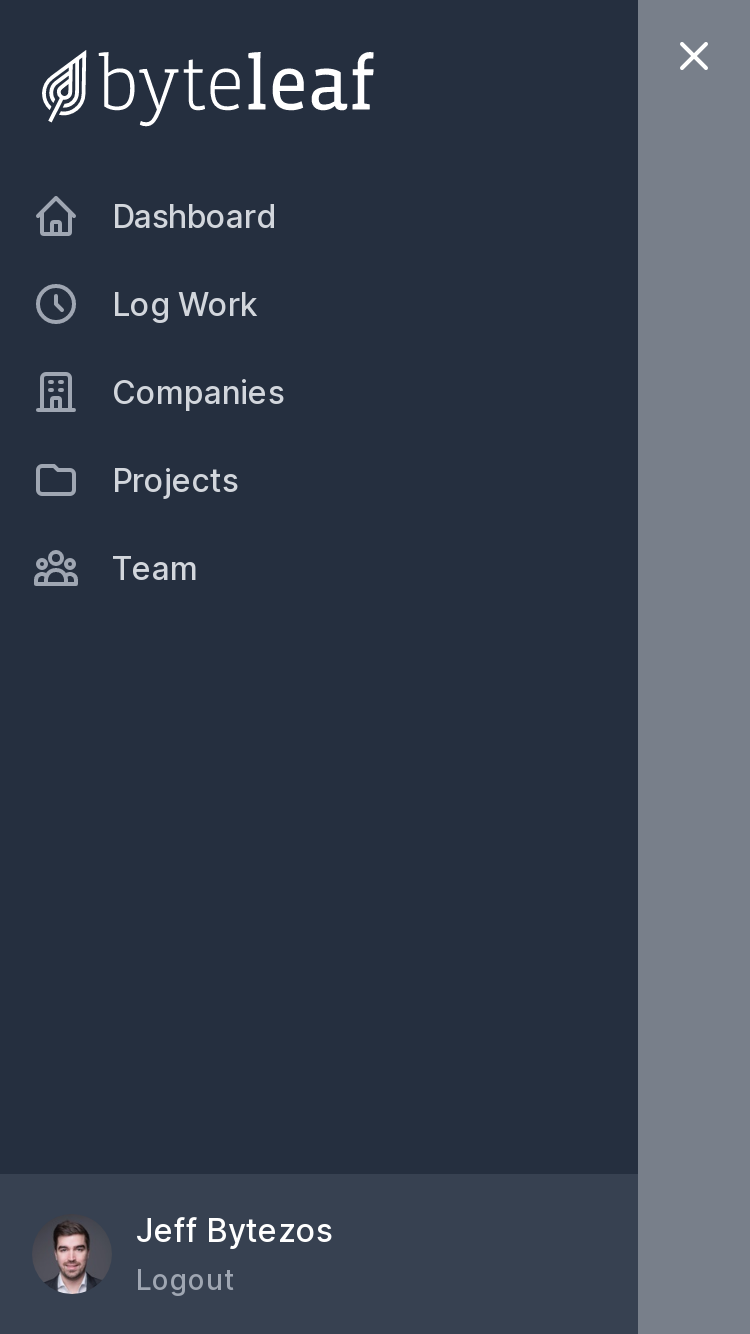 byteleaf
Dashboard
Log Work
Companies
Projects
Team
Jeff Bytezos
Logout